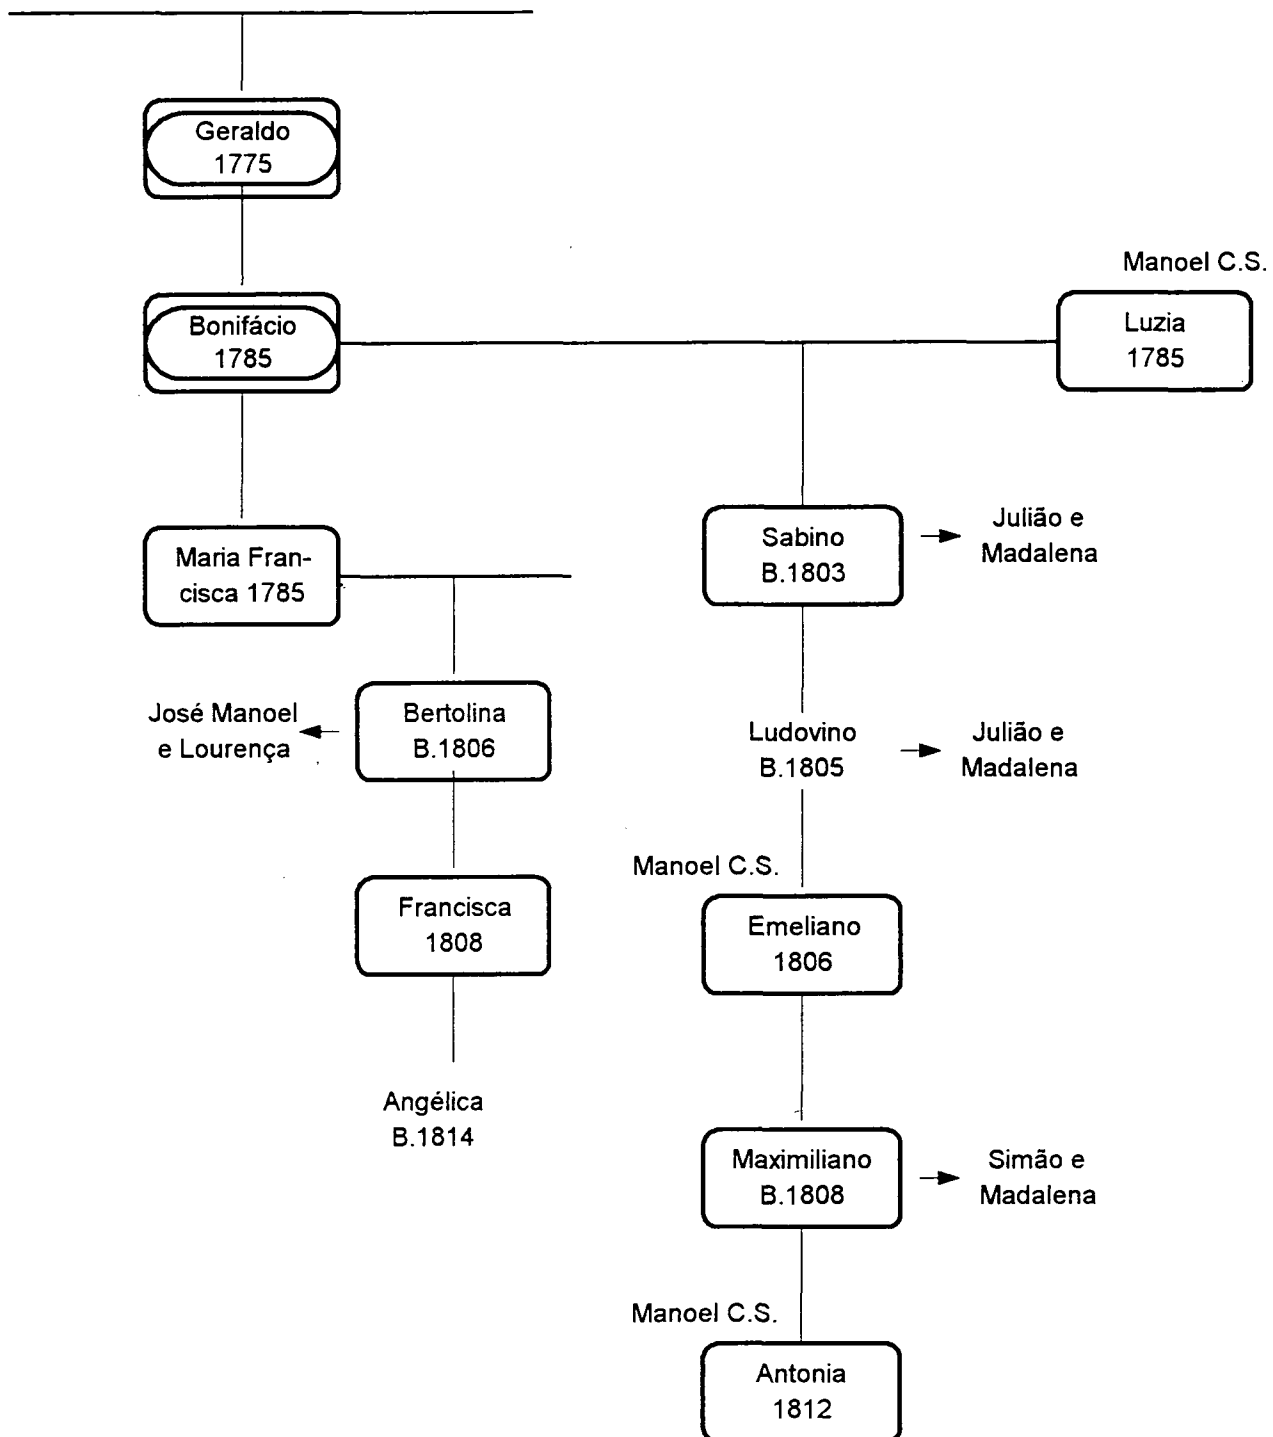 Geraldo
1775
Manoel C.S.
Bonifácio
1785
Luzia
1785
Maria Fran-
cisca 1785
Sabino
B.1803
Julião e
Madalena
José Manoel
e Lourença
Bertolina
B.1806
Ludovino
B.1805
Julião e
Madalena
Manoel C.S.
Francisca
1808
Emeliano
1806
Angélica
B.1814
Maximiliano
B.1808
Simão e
Madalena
Manoel C.S.
Antonia
1812